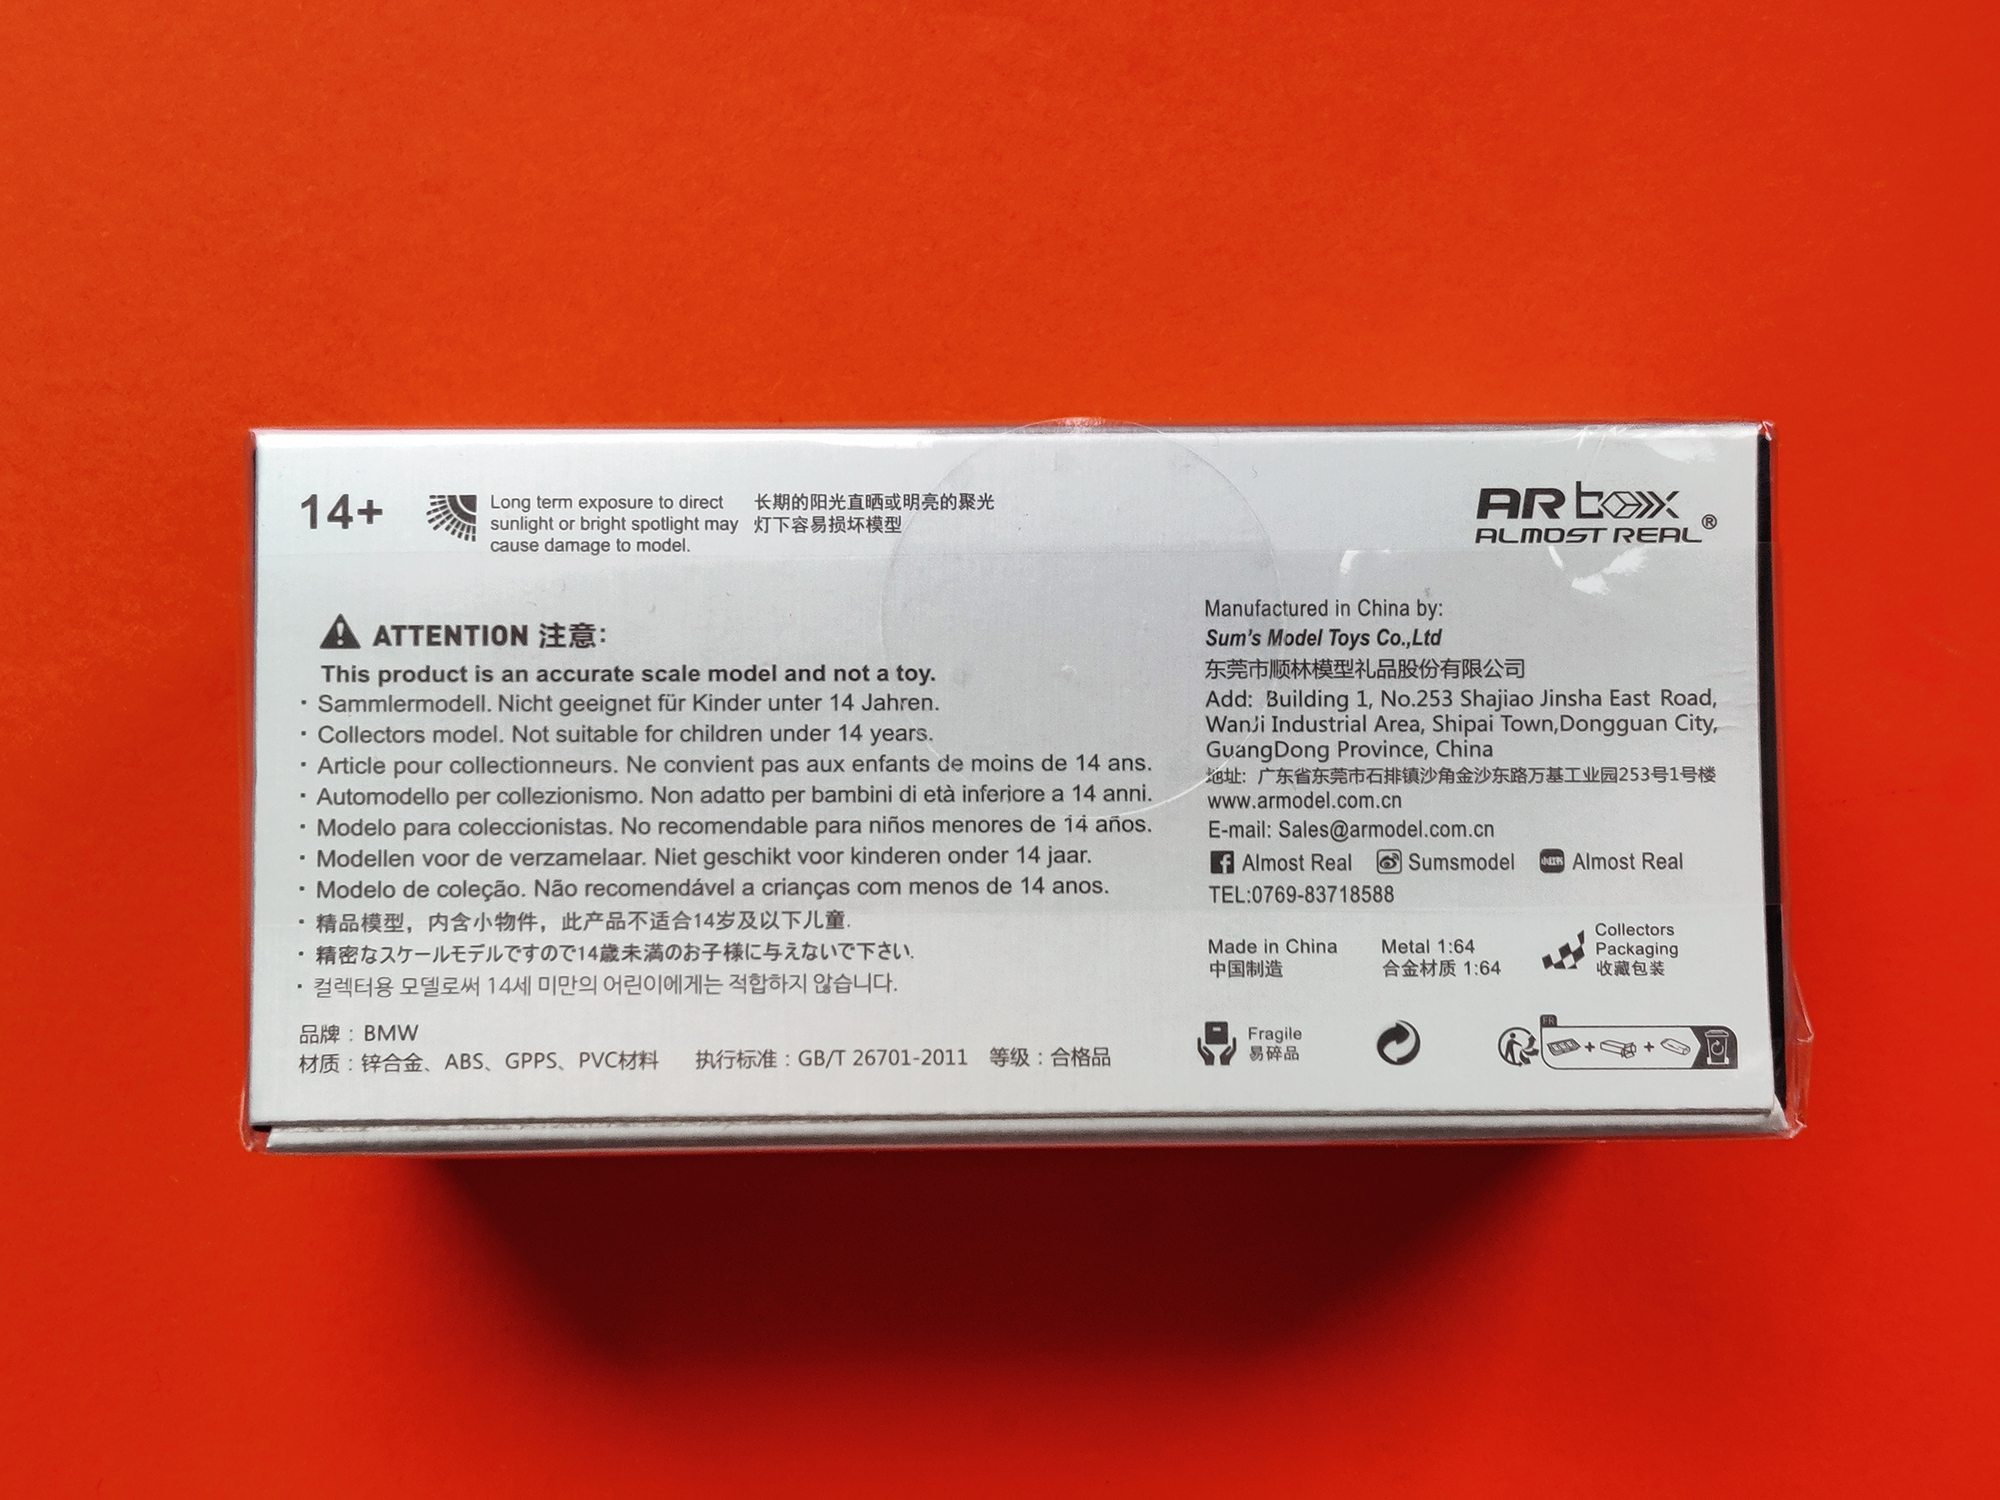 14+
Long term exposure to direct
sunlight or bright spotlight may
cause damage to model.
长期的阳光直晒或明亮的聚光
灯下容易损坏模型
AR box
ALMOST REAL®
ATTENTION 注意:
This product is an accurate scale model and not a toy.
· Sammlermodell. Nicht geeignet für Kinder unter 14 Jahren.
· Collectors model. Not suitable for children under 14 years.
· Article pour collectionneurs. Ne convient pas aux enfants de moins de 14 ans.
· Automodello per collezionismo. Non adatto per bambini di età inferiore a 14 anni.
· Modelo para coleccionistas. No recomendable para niños menores de 14 años.
· Modellen voor de verzamelaar. Niet geschikt voor kinderen onder 14 jaar.
· Modelo de coleção. Não recomendável a crianças com menos de 14 anos.
· 精品模型，内含小物件，此产品不适合14岁及以下儿童.
· 精密なスケールモデルですので14歳未満のお子様に与えないで下さい.
· 컬렉터용 모델로써 14세 미만의 어린이에게는 적합하지 않습니다.
品牌：BMW
材质：锌合金、ABS、GPPS、PVC材料 执行标准：GB/T 26701-2011 等级：合格品
Manufactured in China by:
Sum's Model Toys Co.,Ltd
东莞市顺林模型礼品股份有限公司
Add: Building 1, No.253 Shajiao Jinsha East Road,
WanJi Industrial Area, Shipai Town,Dongguan City,
GuangDong Province, China
地址: 广东省东莞市石排镇沙角金沙东路万基工业园253号1号楼
www.armodel.com.cn
E-mail: Sales@armodel.com.cn
Almost Real Sumsmodel 小红书 Almost Real
TEL:0769-83718588
Made in China
中国制造
Metal 1:64
合金材质 1:64
Collectors
Packaging
收藏包装
Fragile
易碎品
FR